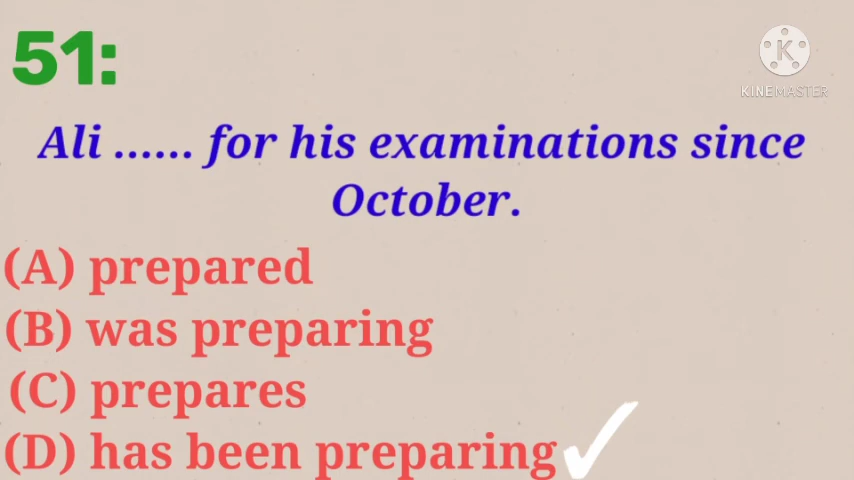 51:
KINEMASTER
Ali ...... for his examinations since
October.
(A) prepared
(B) was preparing
(C) prepares
(D) has been preparing